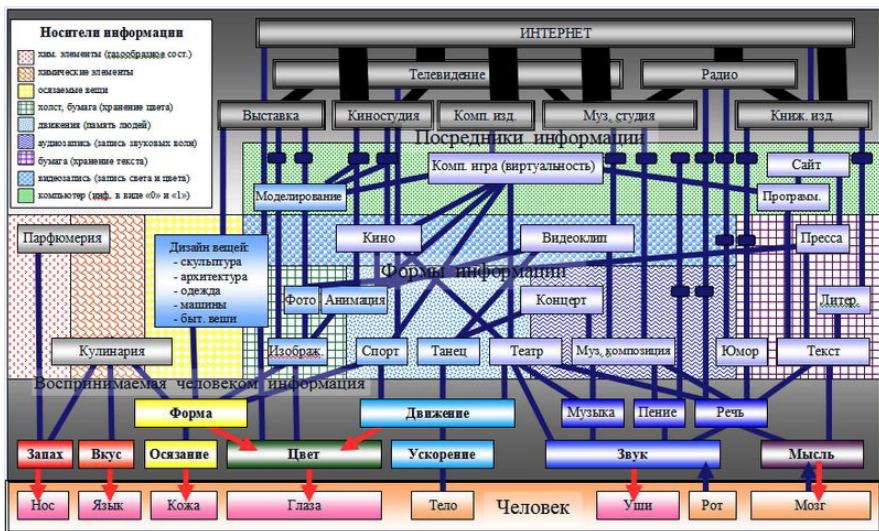 ИНТЕРНЕТ
Носители информации
хим. элементы (газообразное сост.)
химические элементы
осязаемые вещи
холст, бумага (хранение цвета)
движения (память людей)
аудиозапись (запись звуковых волн)
бумага (хранение текста)
видеозапись (запись света и цвета)
компьютер (инф. в виде «0» и «1»)
Телевидение
Радио
Выставка
Киностудия
Комп. изд.
Муз. студия
Книж. изд.
Посредники информации
Комп. игра (виртуальность)
Сайт
Моделирование
Программ.
Парфюмерия
Дизайн вещей:
- скульптура
- архитектура
- одежда
- машины
- быт. веши
Кино
Видеоклип
Пресса
Формы информации
Фото
Анимация
Концерт
Литер.
Кулинария
Изображ.
Спорт
Танец
Театр
Муз. композиция
Юмор
Текст
Воспринимаемая человеком информация
Форма
Движение
Музыка
Пение
Речь
Запах
Вкус
Осязание
Цвет
Ускорение
Звук
Мысль
Нос
Язык
Кожа
Глаза
Тело
Человек
Уши
Рот
Мозг